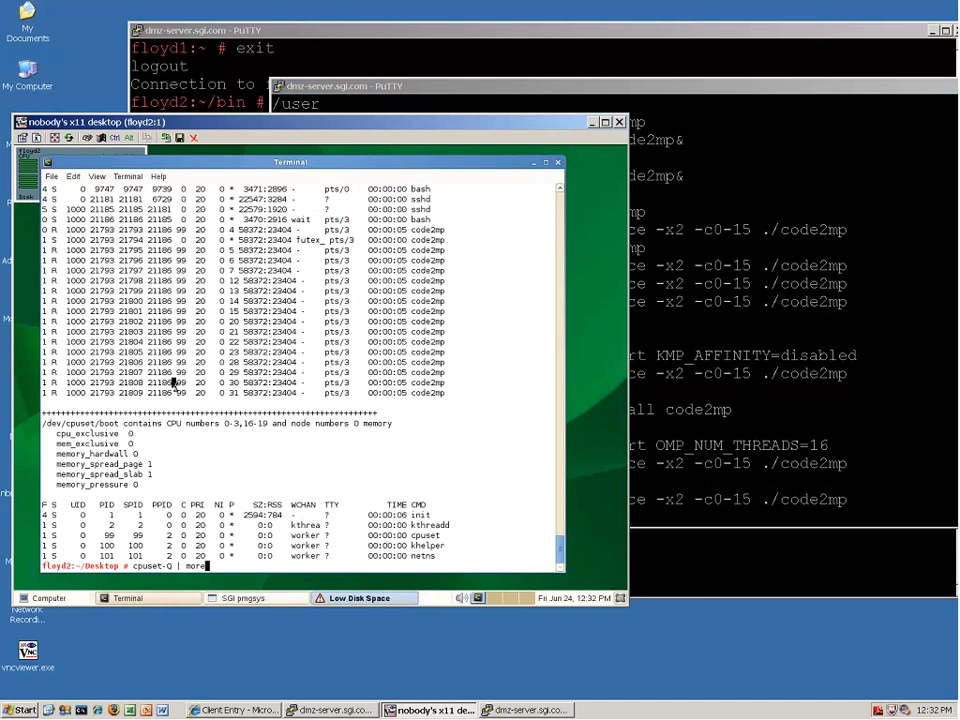 My
Documents
My Computer
dmz-server.sgi.com - PuTTY
floyd1:~ # exit
logout
Connection to
floyd2:~/bin #
dmz-server.sgi.com - PuTTY
/user
mp
de2mp&
de2mp&
mp
ce -x2 -c0-15 ./code2mp
mp
ce -x2 -c0-15 ./code2mp
ce -x2 -c0-15 ./code2mp
ce -x2 -c0-15 ./code2mp
rt KMP_AFFINITY=disabled
ce -x2 -c0-15 ./code2mp
all code2mp
rt OMP_NUM_THREADS=16
ce -x2 -c0-15 ./code2mp
ce -x2 -c0-15 ./code2mp
nobody's x11 desktop (floyd2:1)
floyd2
CPU
Disk
Terminal
File Edit View Terminal Help
4 S 0 9747 9747 9739 0 20 0 * 3471:2896 - pts/0 00:00:00 bash
4 S 0 21181 21181 6729 0 20 0 * 22547:3284 - ? 00:00:00 sshd
5 S 1000 21185 21185 21181 0 20 0 * 22579:1920 - ? 00:00:00 sshd
0 S 1000 21186 21186 21185 0 20 0 * 3470:2916 wait pts/3 00:00:00 bash
0 R 1000 21793 21793 21186 99 20 0 4 58372:23404 - pts/3 00:00:05 code2mp
1 S 1000 21793 21794 21186 0 20 0 * 58372:23404 futex_ pts/3 00:00:00 code2mp
1 R 1000 21793 21795 21186 99 20 0 5 58372:23404 - pts/3 00:00:05 code2mp
1 R 1000 21793 21796 21186 99 20 0 6 58372:23404 - pts/3 00:00:05 code2mp
1 R 1000 21793 21797 21186 99 20 0 7 58372:23404 - pts/3 00:00:05 code2mp
1 R 1000 21793 21798 21186 99 20 0 12 58372:23404 - pts/3 00:00:05 code2mp
1 R 1000 21793 21799 21186 99 20 0 13 58372:23404 - pts/3 00:00:05 code2mp
1 R 1000 21793 21800 21186 99 20 0 14 58372:23404 - pts/3 00:00:05 code2mp
1 R 1000 21793 21801 21186 99 20 0 15 58372:23404 - pts/3 00:00:05 code2mp
1 R 1000 21793 21802 21186 99 20 0 20 58372:23404 - pts/3 00:00:05 code2mp
1 R 1000 21793 21803 21186 99 20 0 21 58372:23404 - pts/3 00:00:05 code2mp
1 R 1000 21793 21804 21186 99 20 0 22 58372:23404 - pts/3 00:00:05 code2mp
1 R 1000 21793 21805 21186 99 20 0 23 58372:23404 - pts/3 00:00:05 code2mp
1 R 1000 21793 21806 21186 99 20 0 28 58372:23404 - pts/3 00:00:05 code2mp
1 R 1000 21793 21807 21186 99 20 0 29 58372:23404 - pts/3 00:00:05 code2mp
1 R 1000 21793 21808 21186 99 20 0 30 58372:23404 - pts/3 00:00:05 code2mp
1 R 1000 21793 21809 21186 99 20 0 31 58372:23404 - pts/3 00:00:05 code2mp
++++++++++++++++++++++++++++++++++++++++++++++++++++++++++++++++++
/dev/cpuset/boot contains CPU numbers 0-3,16-19 and node numbers 0 memory
cpu_exclusive 0
mem_exclusive 0
memory_hardwall 0
memory_spread_page 1
memory_spread_slab 1
memory_pressure 0
F S UID PID SPID PPID C PRI NI P SZ:RSS WCHAN TTY TIME CMD
4 S 0 1 1 0 0 20 0 * 2594:784 - ? 00:00:06 init
1 S 0 2 2 0 0 20 0 * 0:0 kthrea ? 00:00:00 kthreadd
1 S 0 99 99 2 0 20 0 * 0:0 worker ? 00:00:00 cpuset
1 S 0 100 100 2 0 20 0 * 0:0 worker ? 00:00:00 khelper
1 S 0 101 101 2 0 20 0 * 0:0 worker ? 00:00:00 netns
floyd2:~/Desktop # cpuset-Q | more
Computer Terminal SGI pmgsys Low Disk Space Fri Jun 24, 12:32 PM
Network
Recordi...
vncviewer.exe
Start Client Entry - Micro... dmz-server.sgi.com... nobody's x11 de... dmz-server.sgi.com... 12:32 PM